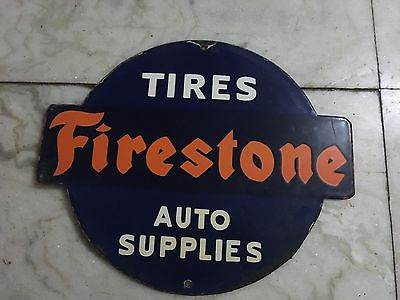 TIRES
Firestone
AUTO
SUPPLIES